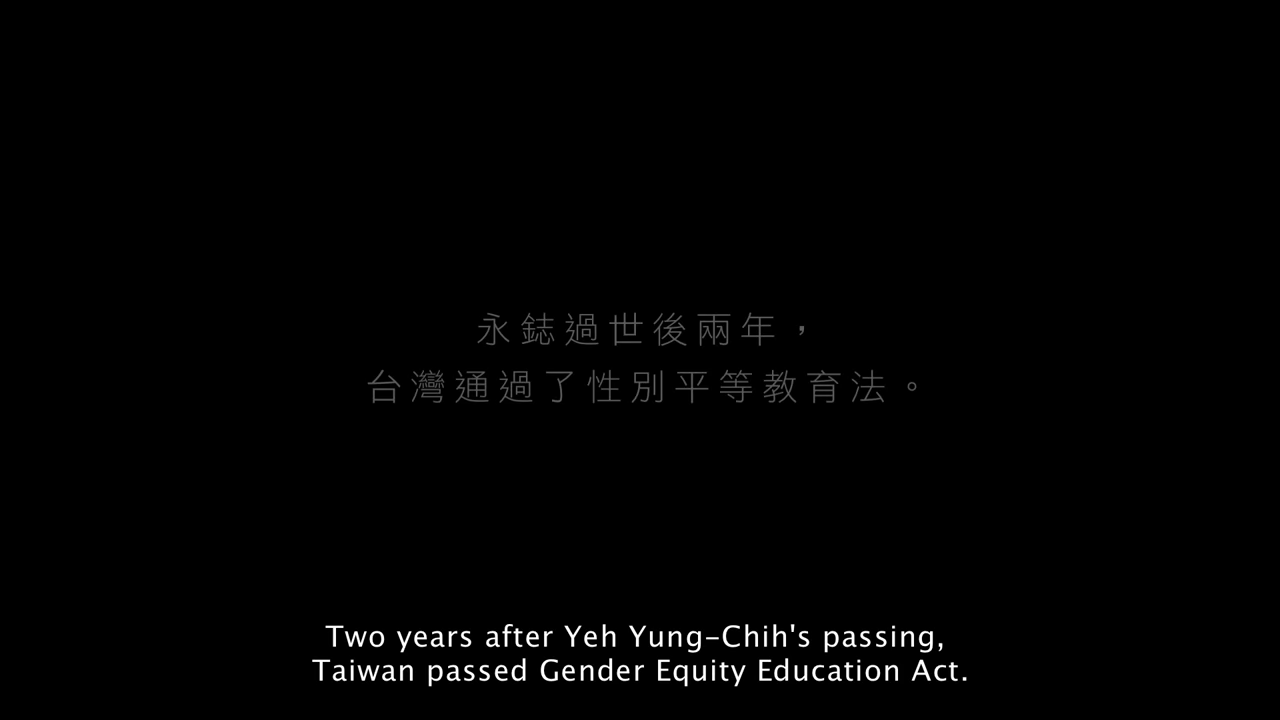 永鋕過世後兩年，
台灣通過了性別平等教育法。
Two years after Yeh Yung-Chih's passing,
Taiwan passed Gender Equity Education Act.